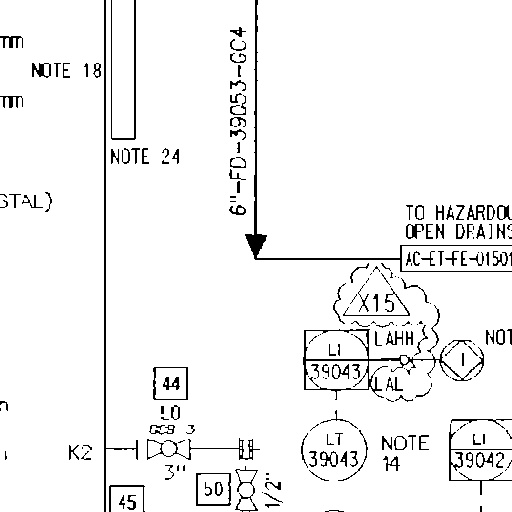 mm
NOTE 18
mm
NOTE 24
6"-FD-39053-GC4
STAL)
TO HAZARDOU
OPEN DRAINS
AC-ET-FE-01501
X15
LAHH
NOT
LI
39043
I
LAL
44
LO
GCB 3
K2
3"
LT
39043
NOTE
14
LI
39042
50
1/2"
45